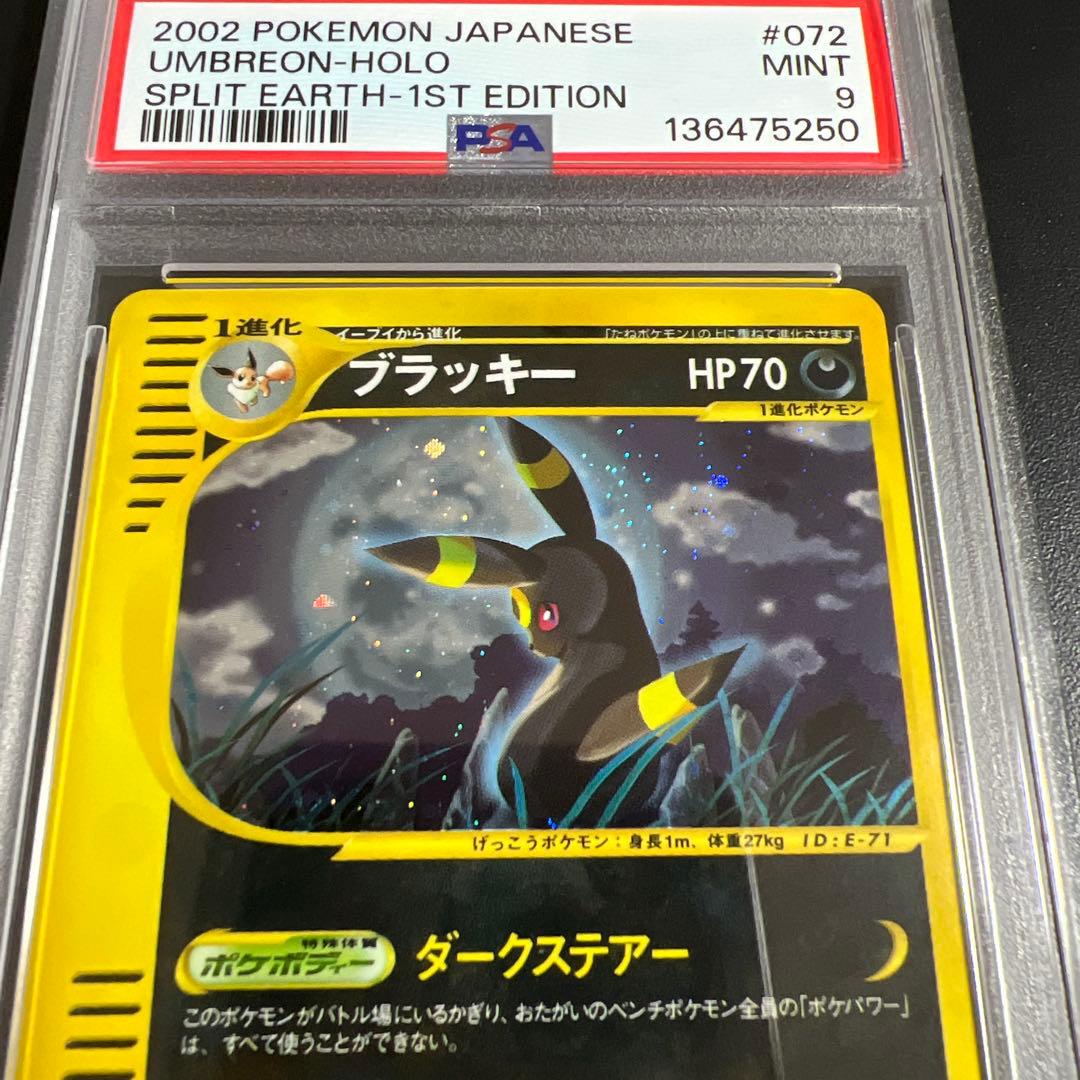 2002 POKEMON JAPANESE #072
UMBREON-HOLO MINT
SPLIT EARTH-1ST EDITION 9
PSA 136475250
1進化 イーブイから進化 「たねポケモン」の上に重ねて進化させます。
ブラッキー HP70
1進化ポケモン
げっこうポケモン：身長1m、体重27kg ID:E-71
特殊体質
ポケボディー ダークステアー
このポケモンがバトル場にいるかぎり、おたがいのベンチポケモン全員の「ポケパワー」
は、すべて使うことができない。